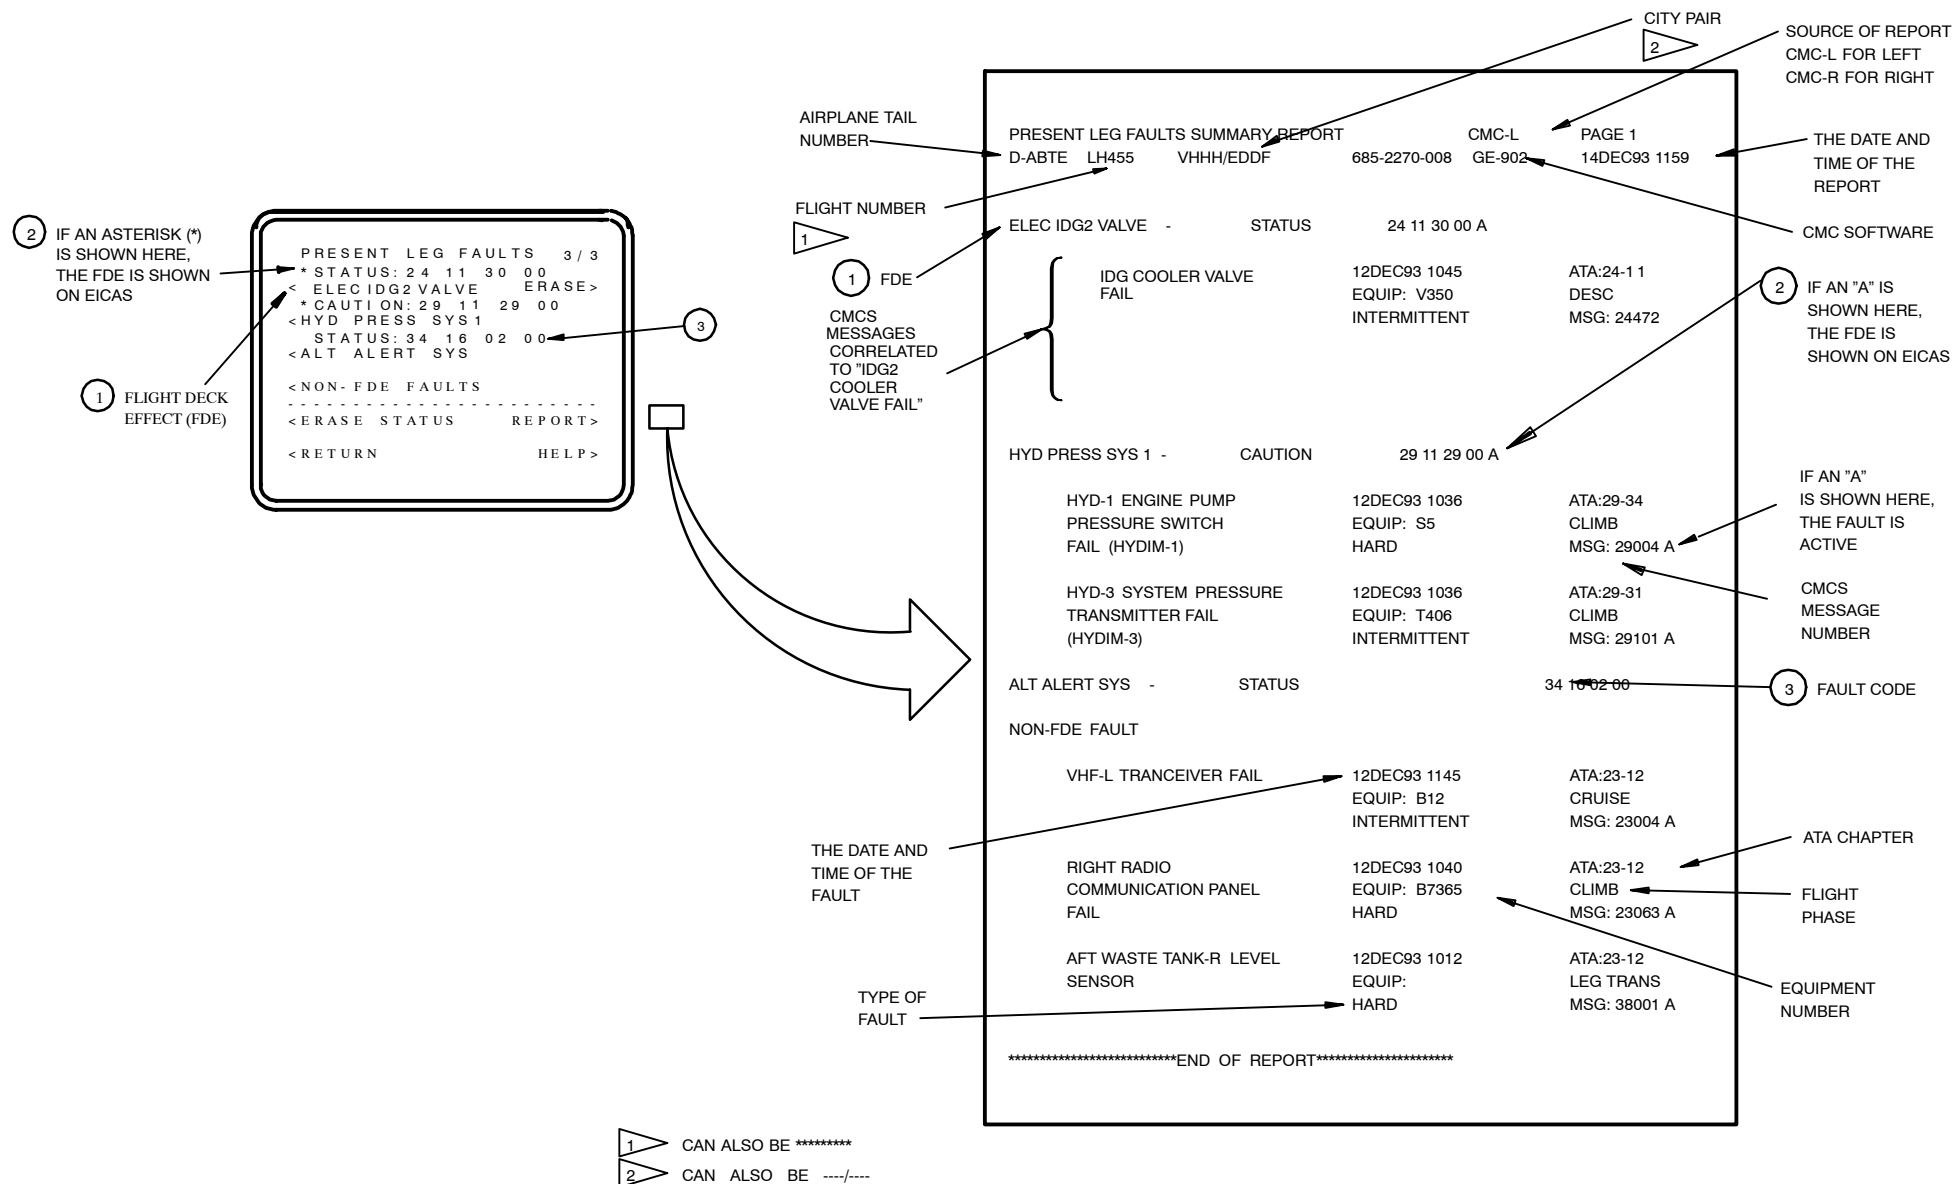 CITY PAIR
2
SOURCE OF REPORT
CMC-L FOR LEFT
CMC-R FOR RIGHT
AIRPLANE TAIL
NUMBER
THE DATE AND
TIME OF THE
REPORT
FLIGHT NUMBER
1
CMC SOFTWARE
1 FDE
CMCS
MESSAGES
CORRELATED
TO "IDG2
COOLER
VALVE FAIL"
2 IF AN "A" IS
SHOWN HERE,
THE FDE IS
SHOWN ON EICAS
2 IF AN ASTERISK (*)
IS SHOWN HERE,
THE FDE IS SHOWN
ON EICAS
1 FLIGHT DECK
EFFECT (FDE)
PRESENT LEG FAULTS 3/3
*STATUS: 24 11 30 00
< ELEC IDG2 VALVE ERASE>
*CAUTION: 29 11 29 00
<HYD PRESS SYS1
STATUS: 34 16 02 00
<ALT ALERT SYS
<NON-FDE FAULTS
- - - - - - - - - - - - - - - - - - - - - - - -
<ERASE STATUS REPORT>
<RETURN HELP>
3
PRESENT LEG FAULTS SUMMARY REPORT CMC-L PAGE 1
D-ABTE LH455 VHHH/EDDF 685-2270-008 GE-902 14DEC93 1159
ELEC IDG2 VALVE - STATUS 24 11 30 00 A
IDG COOLER VALVE 12DEC93 1045 ATA:24-11
FAIL EQUIP: V350 DESC
INTERMITTENT MSG: 24472
HYD PRESS SYS 1 - CAUTION 29 11 29 00 A
HYD-1 ENGINE PUMP 12DEC93 1036 ATA:29-34
PRESSURE SWITCH EQUIP: S5 CLIMB
FAIL (HYDIM-1) HARD MSG: 29004 A
HYD-3 SYSTEM PRESSURE 12DEC93 1036 ATA:29-31
TRANSMITTER FAIL EQUIP: T406 CLIMB
(HYDIM-3) INTERMITTENT MSG: 29101 A
ALT ALERT SYS - STATUS 34 16 02 00
NON-FDE FAULT
VHF-L TRANCEIVER FAIL 12DEC93 1145 ATA:23-12
EQUIP: B12 CRUISE
INTERMITTENT MSG: 23004 A
RIGHT RADIO 12DEC93 1040 ATA:23-12
COMMUNICATION PANEL EQUIP: B7365 CLIMB
FAIL HARD MSG: 23063 A
AFT WASTE TANK-R LEVEL 12DEC93 1012 ATA:23-12
SENSOR EQUIP: LEG TRANS
HARD MSG: 38001 A
***************************END OF REPORT**********************
IF AN "A"
IS SHOWN HERE,
THE FAULT IS
ACTIVE
CMCS
MESSAGE
NUMBER
3 FAULT CODE
THE DATE AND
TIME OF THE
FAULT
ATA CHAPTER
FLIGHT
PHASE
TYPE OF
FAULT
EQUIPMENT
NUMBER
1 CAN ALSO BE *********
2 CAN ALSO BE ----/----